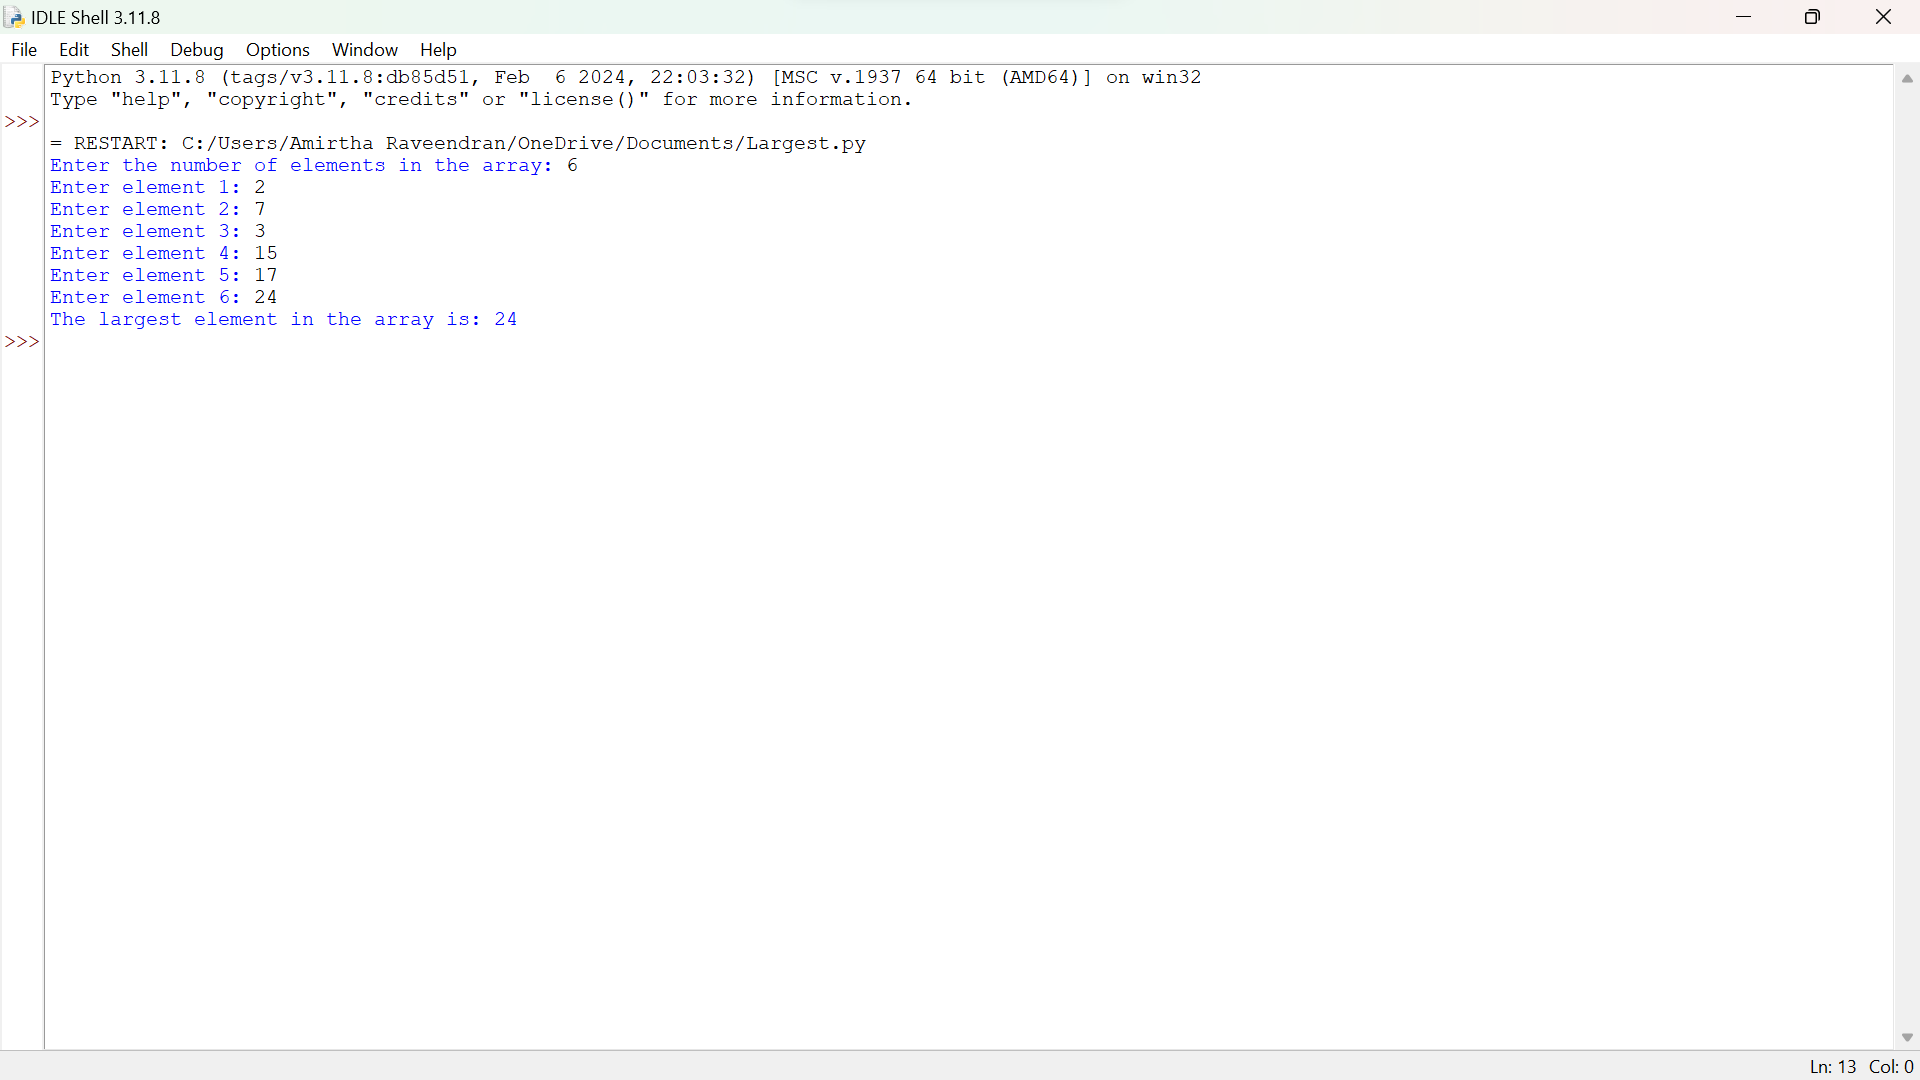 IDLE Shell 3.11.8
File Edit Shell Debug Options Window Help
Python 3.11.8 (tags/v3.11.8:db85d51, Feb  6 2024, 22:03:32) [MSC v.1937 64 bit (AMD64)] on win32
Type "help", "copyright", "credits" or "license()" for more information.
>>>
= RESTART: C:/Users/Amirtha Raveendran/OneDrive/Documents/Largest.py
Enter the number of elements in the array: 6
Enter element 1: 2
Enter element 2: 7
Enter element 3: 3
Enter element 4: 15
Enter element 5: 17
Enter element 6: 24
The largest element in the array is: 24
>>>
Ln: 13 Col: 0